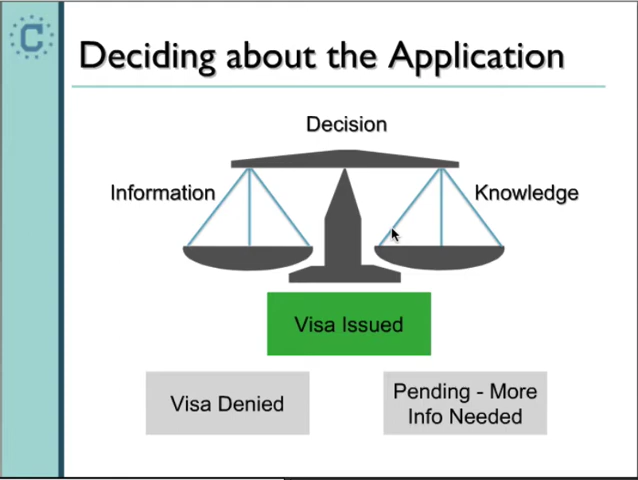 C
Deciding about the Application
Decision
Information
Knowledge
Visa Issued
Visa Denied
Pending - More
Info Needed